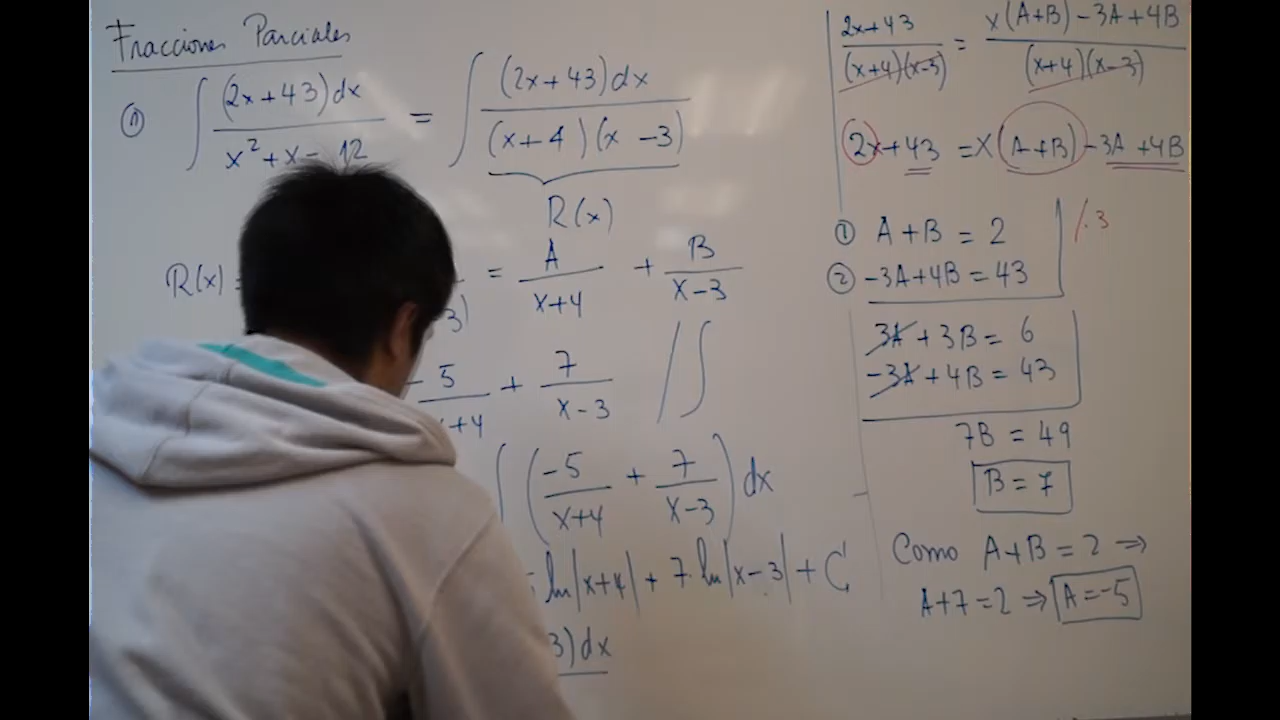 Fracciones Parciales
① ∫ (2x+43)dx / x² + x - 12 = ∫ (2x+43)dx / (x+4)(x-3)
R(x)
R(x) = 3) = A / x+4 + B / x-3
-5 / +4 + 7 / x-3 / ∫
∫ ( -5 / x+4 + 7 / x-3 ) dx
ln|x+4| + 7·ln|x-3| + C
3)dx
2x+43 / (x+4)(x-3) = x(A+B) - 3A + 4B / (x+4)(x-3)
2x+43 = x(A+B) - 3A + 4B
① A+B = 2 /·3
② -3A+4B = 43
3A + 3B = 6
-3A + 4B = 43
7B = 49
B = 7
Como A+B = 2 ⇒
A+7 = 2 ⇒ A = -5